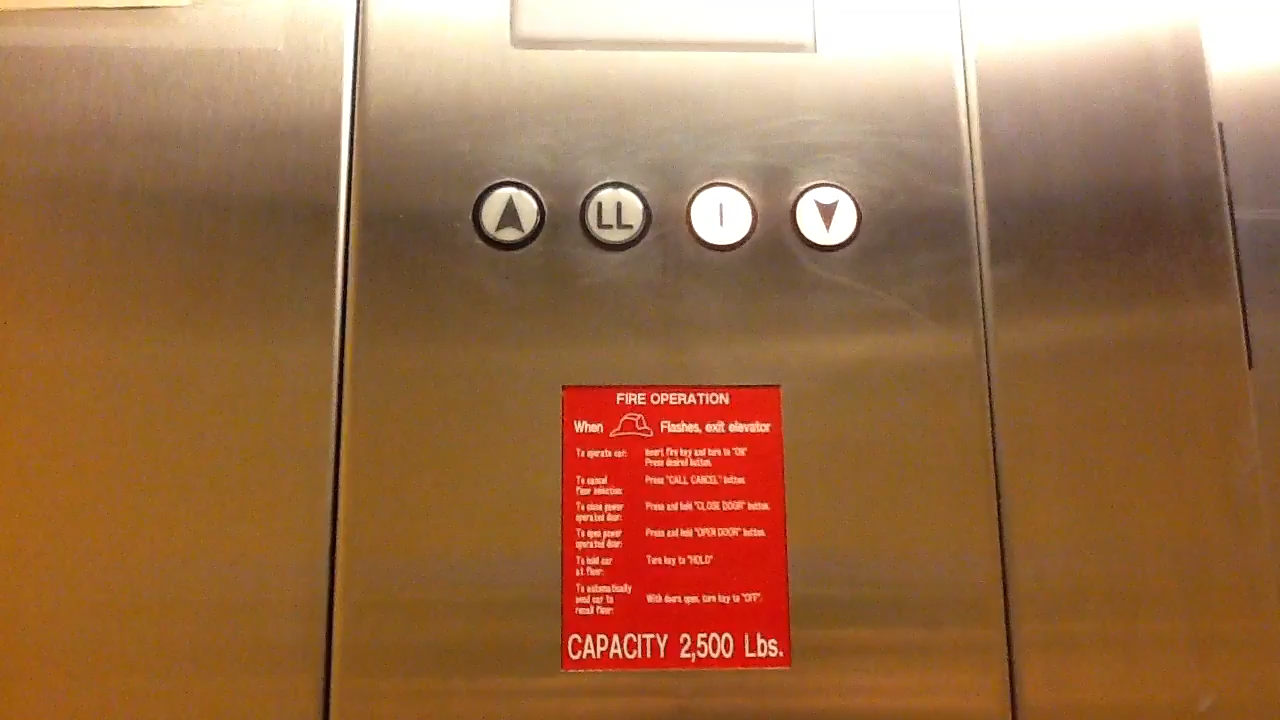 LL I
FIRE OPERATION
When Flashes, exit elevator
To operate car: Insert fire key and turn to "ON"
Press desired button.
To cancel Press "CALL CANCEL" button.
floor selection:
To close power Press and hold "CLOSE DOOR" button.
operated door:
To open power Press and hold "OPEN DOOR" button.
operated door:
To hold car Turn key to "HOLD"
at floor:
To automatically
send car to With doors open, turn key to "OFF".
recall floor:
CAPACITY 2,500 Lbs.